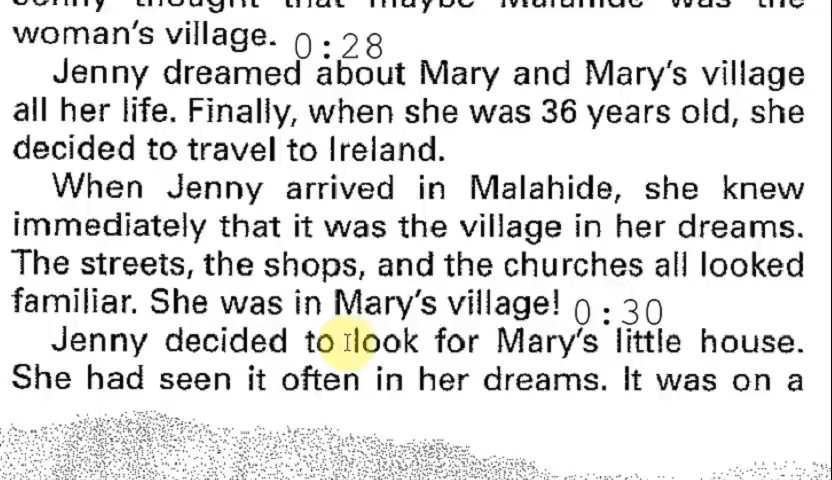 Jenny thought that maybe Malahide was the
woman's village. 0:28
Jenny dreamed about Mary and Mary's village
all her life. Finally, when she was 36 years old, she
decided to travel to Ireland.
When Jenny arrived in Malahide, she knew
immediately that it was the village in her dreams.
The streets, the shops, and the churches all looked
familiar. She was in Mary's village! 0:30
Jenny decided to look for Mary's little house.
She had seen it often in her dreams. It was on a